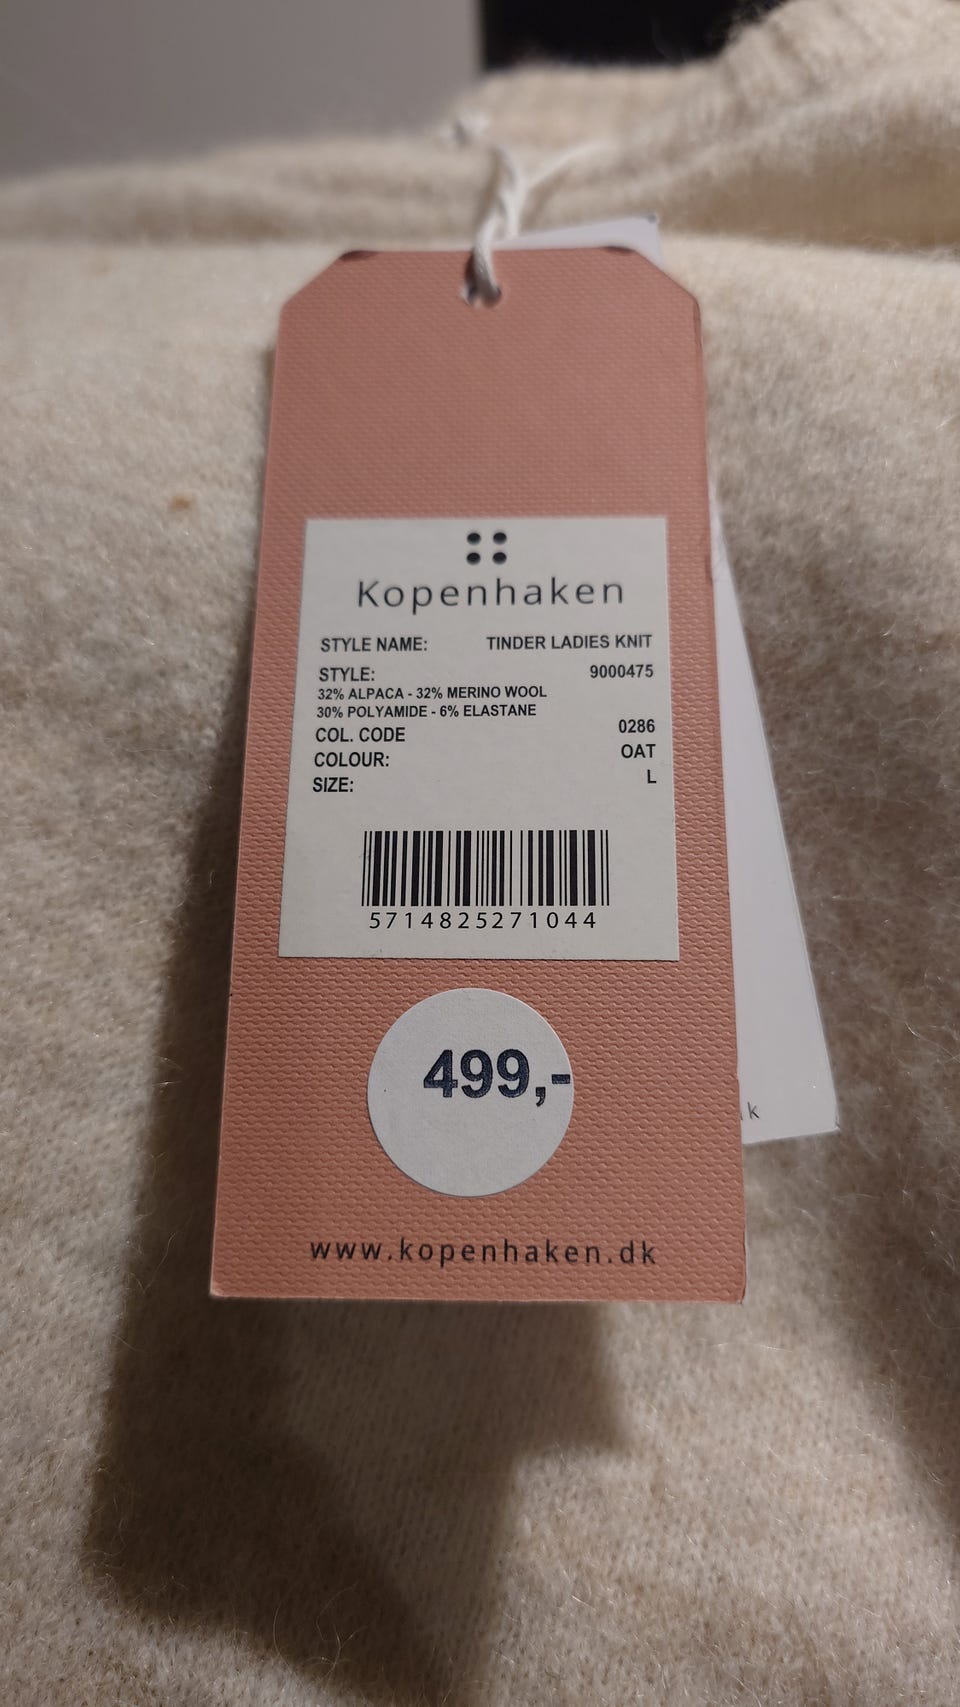 Kopenhaken
STYLE NAME: TINDER LADIES KNIT
STYLE: 9000475
32% ALPACA - 32% MERINO WOOL
30% POLYAMIDE - 6% ELASTANE
COL. CODE 0286
COLOUR: OAT
SIZE: L
5714825271044
499,-
www.kopenhaken.dk
k